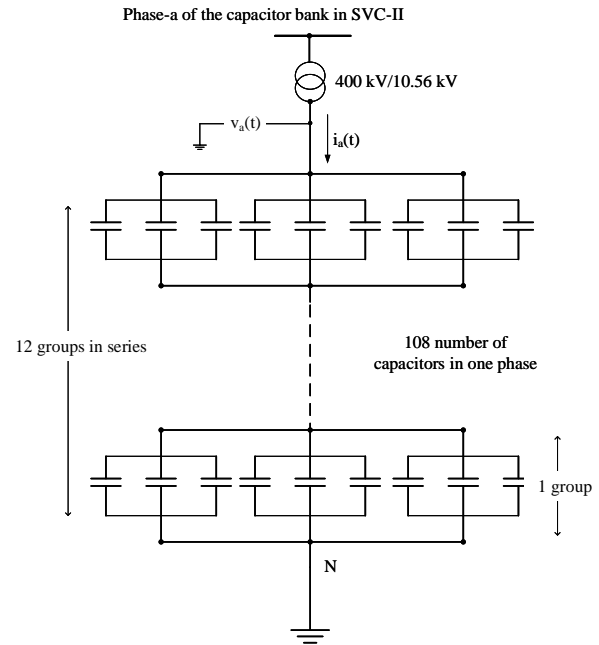 Phase-a of the capacitor bank in SVC-II
400 kV/10.56 kV
vₐ(t)
iₐ(t)
12 groups in series
108 number of
capacitors in one phase
1 group
N